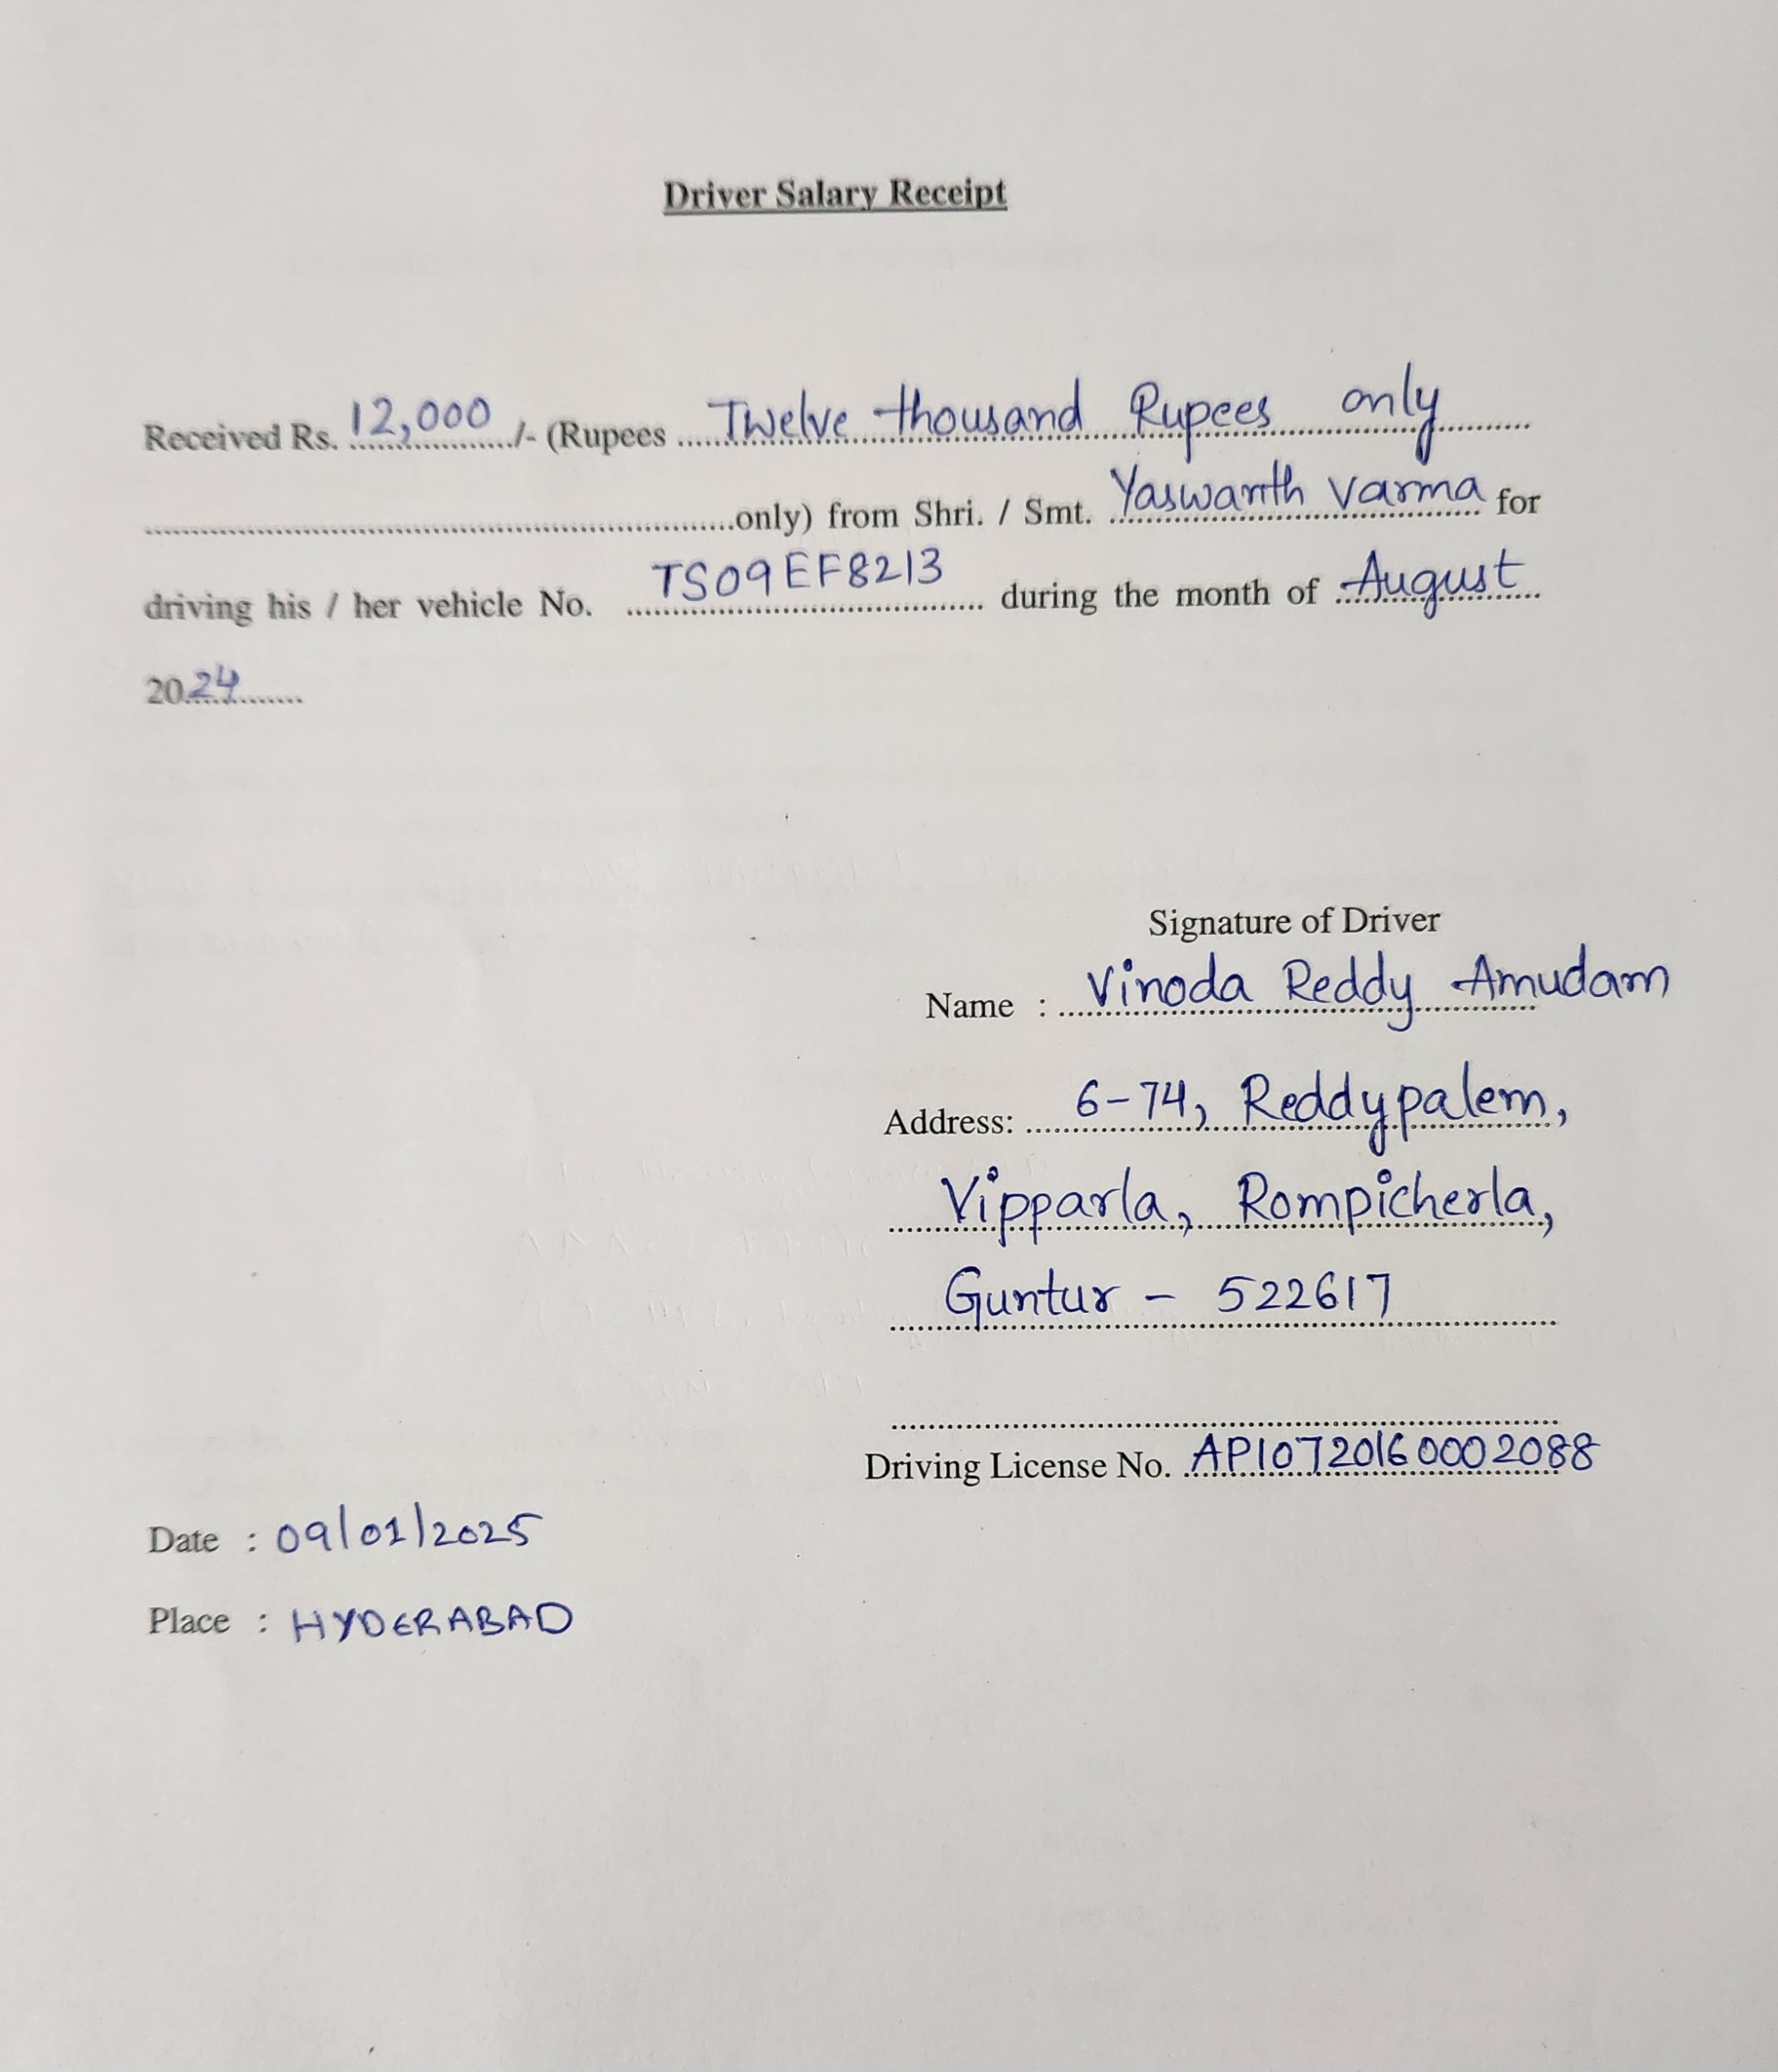 Driver Salary Receipt
Received Rs. 12,000 /- (Rupees Twelve thousand Rupees only
only) from Shri. / Smt. Yaswanth varma for
driving his / her vehicle No. TS09EF8213 during the month of August
2024
Signature of Driver
Name : Vinoda Reddy Amudam
Address: 6-74, Reddypalem,
Vipparla, Rompicherla,
Guntur - 522617
Driving License No. AP10720160002088
Date : 09/01/2025
Place : HYDERABAD